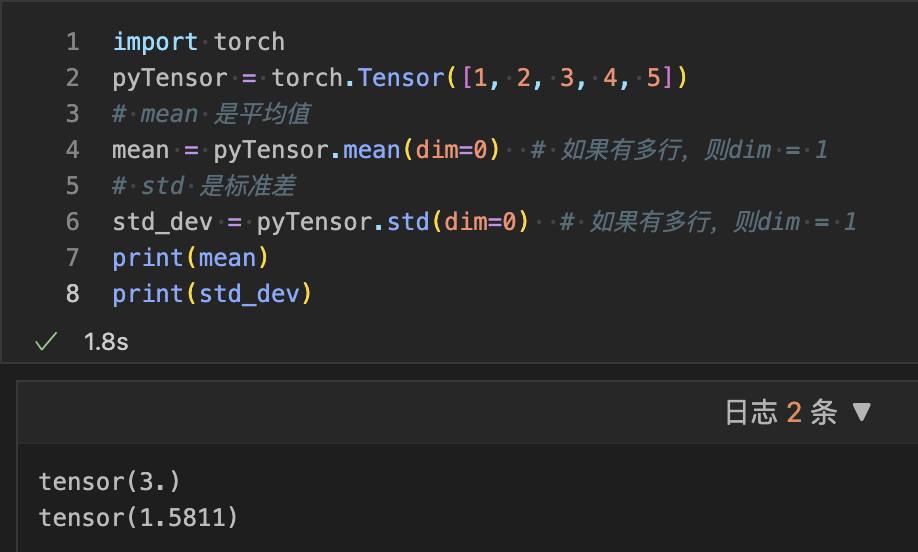 1 import torch
2 pyTensor = torch.Tensor([1, 2, 3, 4, 5])
3 # mean 是平均值
4 mean = pyTensor.mean(dim=0)  # 如果有多行，则dim = 1
5 # std 是标准差
6 std_dev = pyTensor.std(dim=0)  # 如果有多行，则dim = 1
7 print(mean)
8 print(std_dev)
1.8s
日志 2 条 ▼
tensor(3.)
tensor(1.5811)